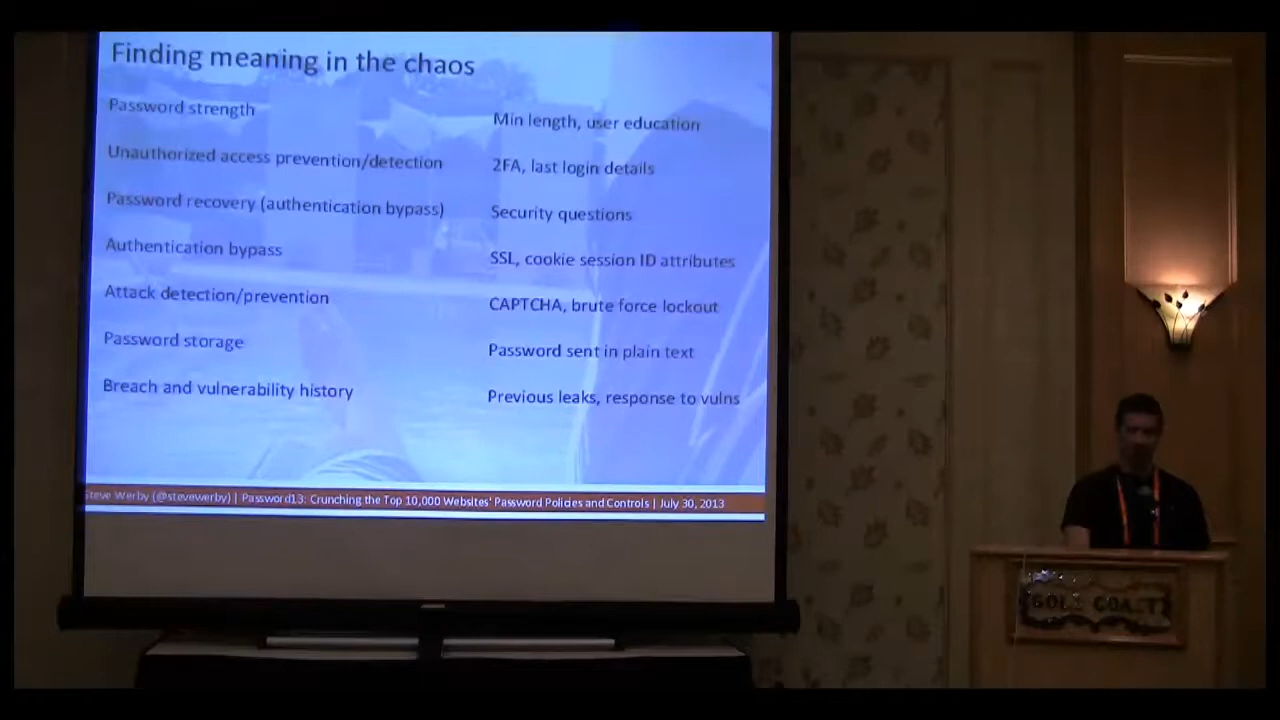 Finding meaning in the chaos
Password strength
Min length, user education
Unauthorized access prevention/detection
2FA, last login details
Password recovery (authentication bypass)
Security questions
Authentication bypass
SSL, cookie session ID attributes
Attack detection/prevention
CAPTCHA, brute force lockout
Password storage
Password sent in plain text
Breach and vulnerability history
Previous leaks, response to vulns
Steve Werby (@stevewerby) | Password13: Crunching the Top 10,000 Websites' Password Policies and Controls | July 30, 2013
GOLD COAST